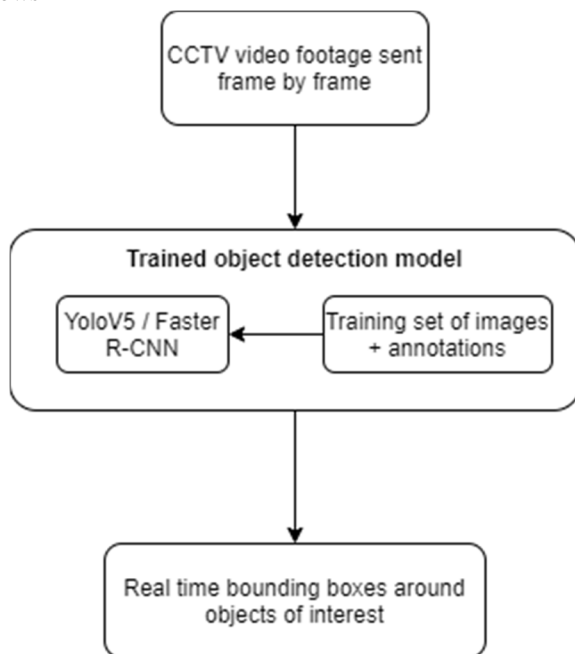 CCTV video footage sent
frame by frame
Trained object detection model
YoloV5 / Faster
R-CNN
Training set of images
+ annotations
Real time bounding boxes around
objects of interest